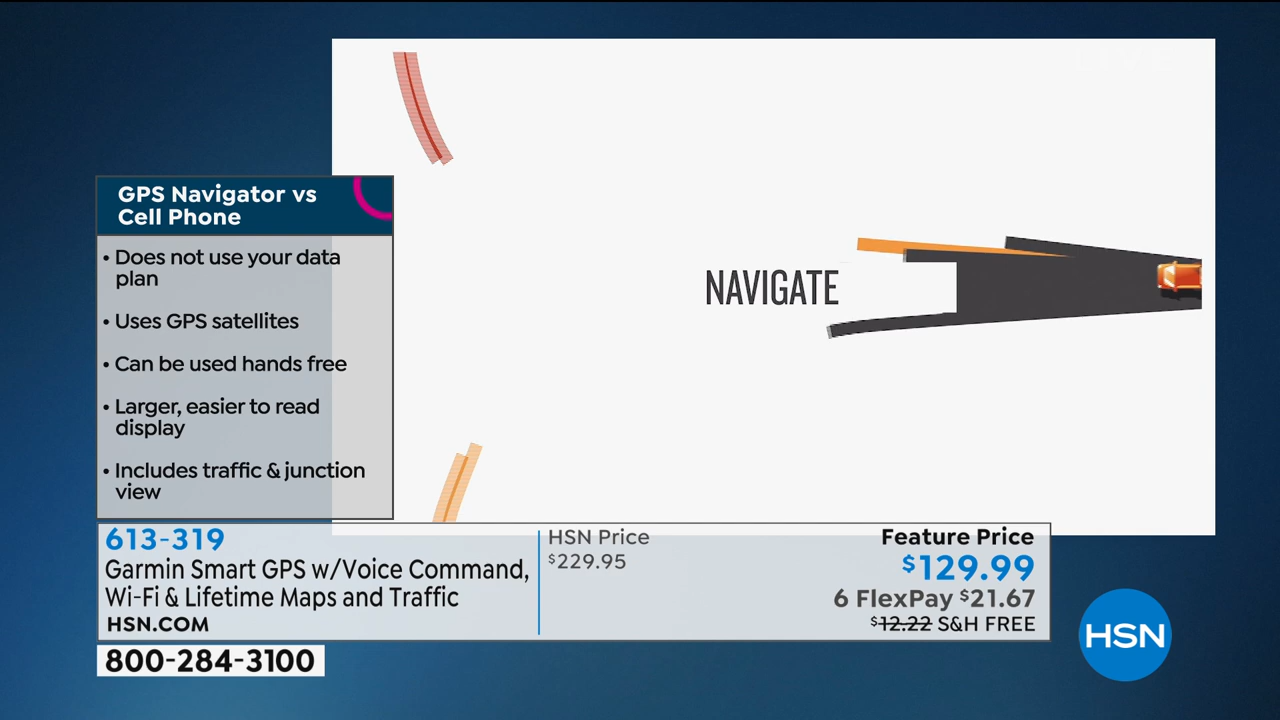 GPS Navigator vs
Cell Phone
• Does not use your data
plan
• Uses GPS satellites
• Can be used hands free
• Larger, easier to read
display
• Includes traffic & junction
view
NAVIGATE
613-319
Garmin Smart GPS w/Voice Command,
Wi-Fi & Lifetime Maps and Traffic
HSN.COM
HSN Price
$229.95
Feature Price
$129.99
6 FlexPay $21.67
$12.22 S&H FREE
800-284-3100
HSN